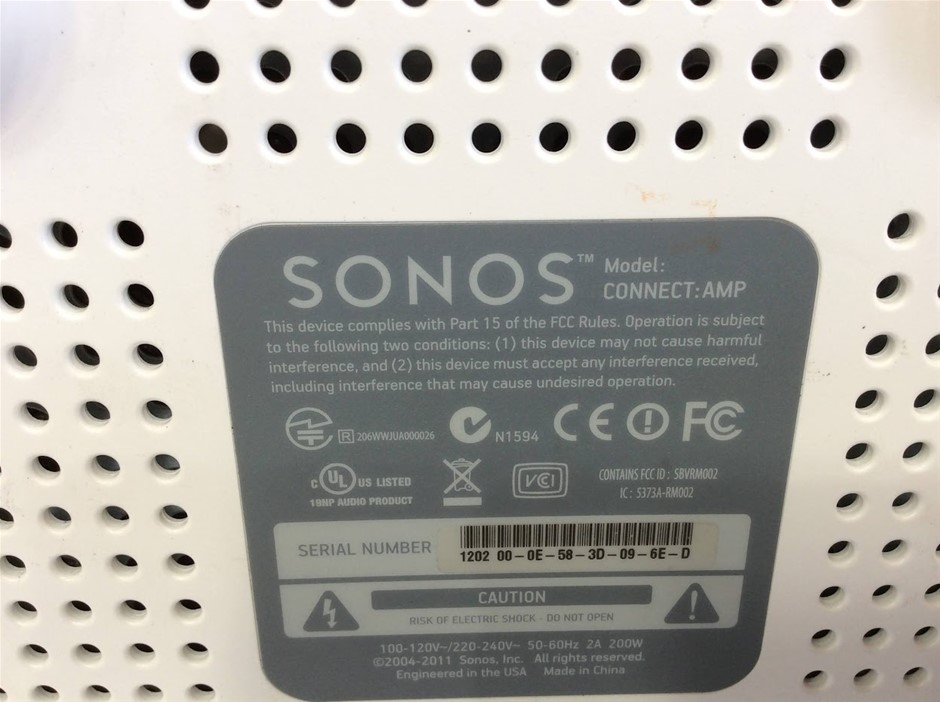 SONOS™ Model:
CONNECT:AMP
This device complies with Part 15 of the FCC Rules. Operation is subject
to the following two conditions: (1) this device may not cause harmful
interference, and (2) this device must accept any interference received,
including interference that may cause undesired operation.
R 206WWJUA000026 N1594 CE FC
C UL US LISTED
19NP AUDIO PRODUCT
VCI
CONTAINS FCC ID : SBVRM002
IC : 5373A-RM002
SERIAL NUMBER 1202 00-0E-58-3D-09-6E-D
CAUTION
RISK OF ELECTRIC SHOCK - DO NOT OPEN
100-120V~/220-240V~ 50-60Hz 2A 200W
©2004-2011 Sonos, Inc. All rights reserved.
Engineered in the USA Made in China